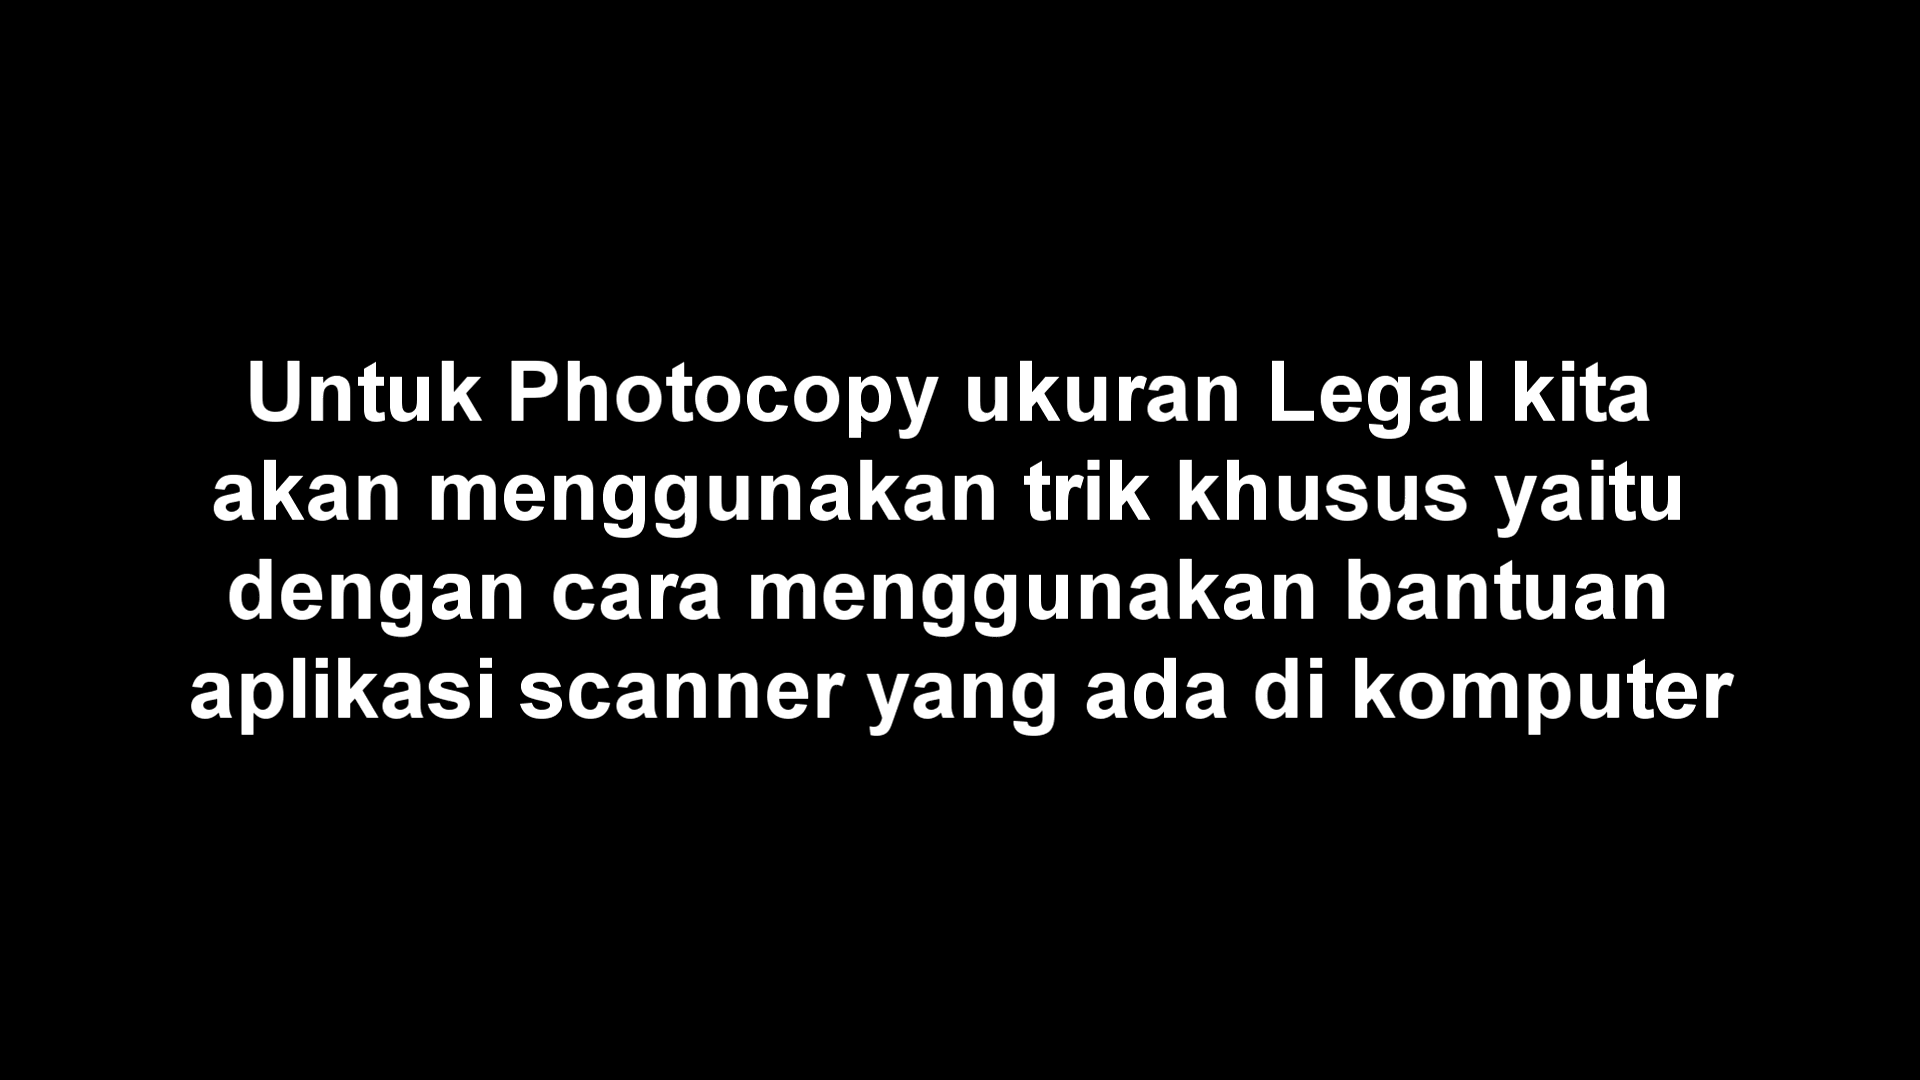 Untuk Photocopy ukuran Legal kita
akan menggunakan trik khusus yaitu
dengan cara menggunakan bantuan
aplikasi scanner yang ada di komputer